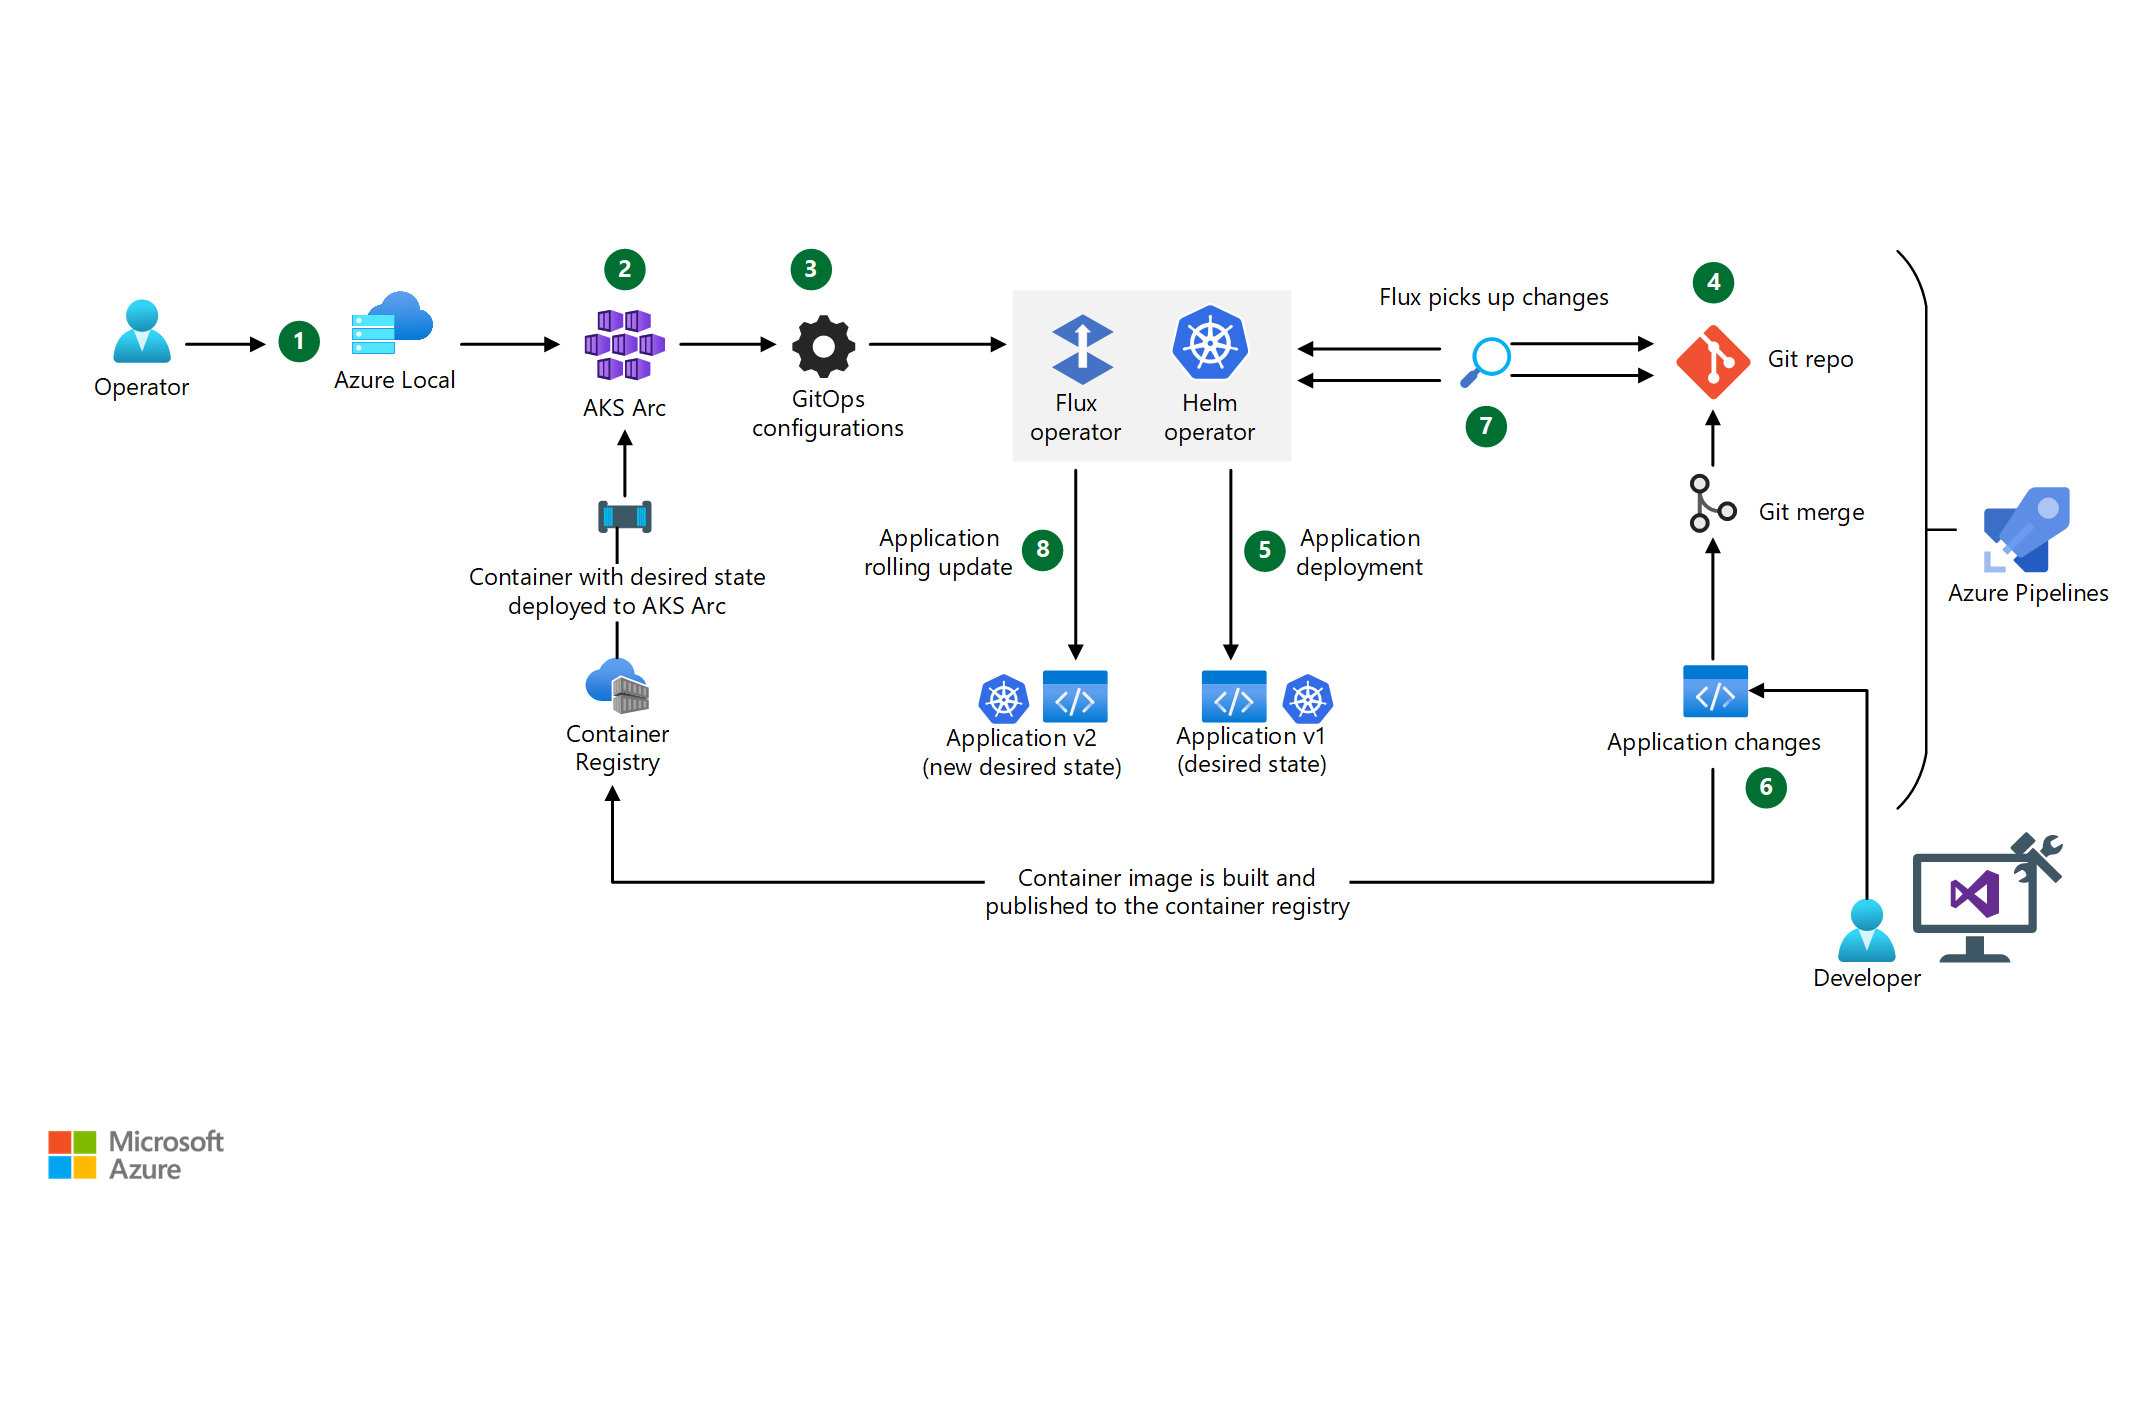 1
Operator
Azure Local
2
AKS Arc
3
GitOps
configurations
Flux
operator
Helm
operator
Flux picks up changes
7
4
Git repo
Git merge
Azure Pipelines
Container with desired state
deployed to AKS Arc
Container
Registry
Application
rolling update
8
5
Application
deployment
Application v2
(new desired state)
Application v1
(desired state)
Application changes
6
Container image is built and
published to the container registry
Developer
Microsoft
Azure